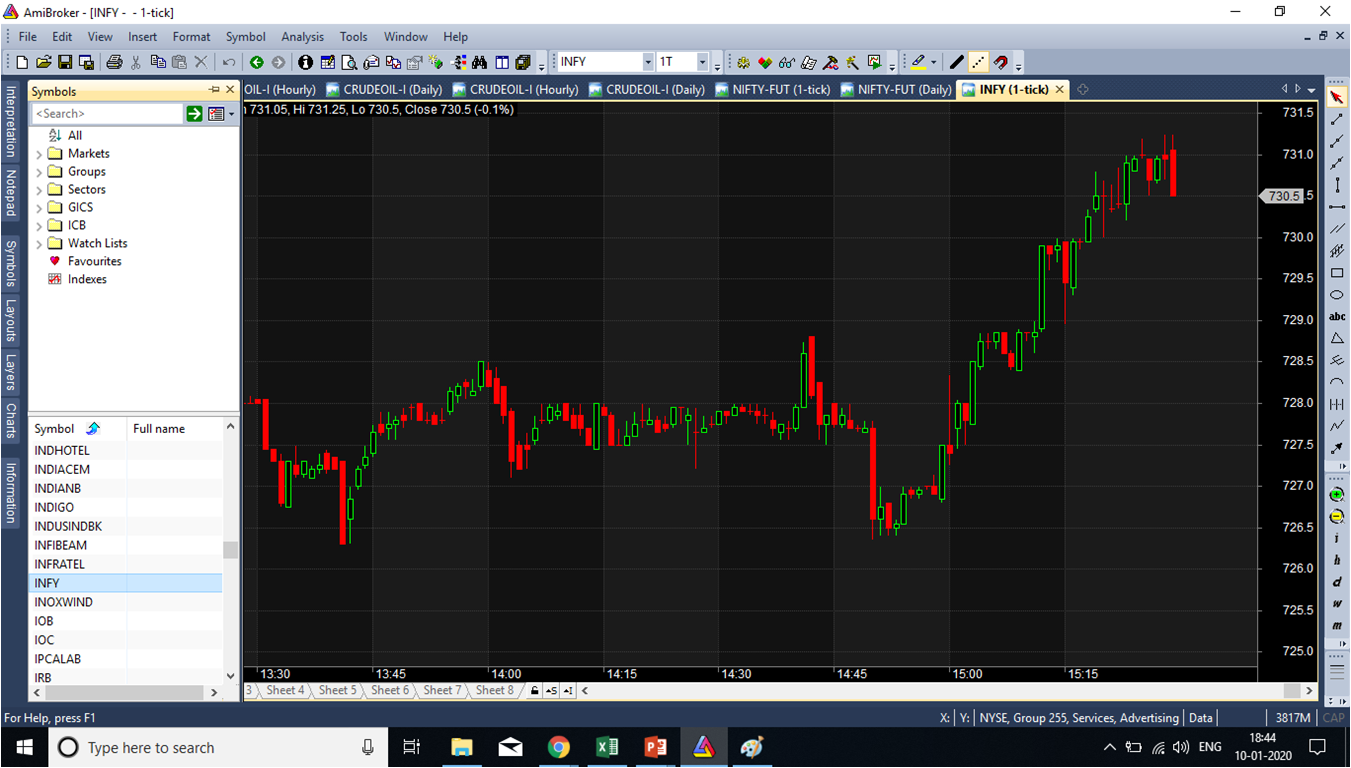 AmiBroker - [INFY - - 1-tick]
File Edit View Insert Format Symbol Analysis Tools Window Help
INFY 1T
Symbols
OIL-I (Hourly) CRUDEOIL-I (Daily) CRUDEOIL-I (Hourly) CRUDEOIL-I (Daily) NIFTY-FUT (1-tick) NIFTY-FUT (Daily) INFY (1-tick)
<Search>
731.05, Hi 731.25, Lo 730.5, Close 730.5 (-0.1%)
All
Markets
Groups
Sectors
GICS
ICB
Watch Lists
Favourites
Indexes
Interpretation
Notepad
Symbols
Layouts
Layers
Charts
Information
Symbol Full name
INDHOTEL
INDIACEM
INDIANB
INDIGO
INDUSINDBK
INFIBEAM
INFRATEL
INFY
INOXWIND
IOB
IOC
IPCALAB
IRB
731.5
731.0
730.5 .5
730.0
729.5
729.0
728.5
728.0
727.5
727.0
726.5
726.0
725.5
725.0
abc
i
h
d
w
m
13:30 13:45 14:00 14:15 14:30 14:45 15:00 15:15
3 Sheet 4 Sheet 5 Sheet 6 Sheet 7 Sheet 8 S I
For Help, press F1
X: Y: NYSE, Group 255, Services, Advertising Data 3817M CAP
Type here to search
ENG
18:44
10-01-2020